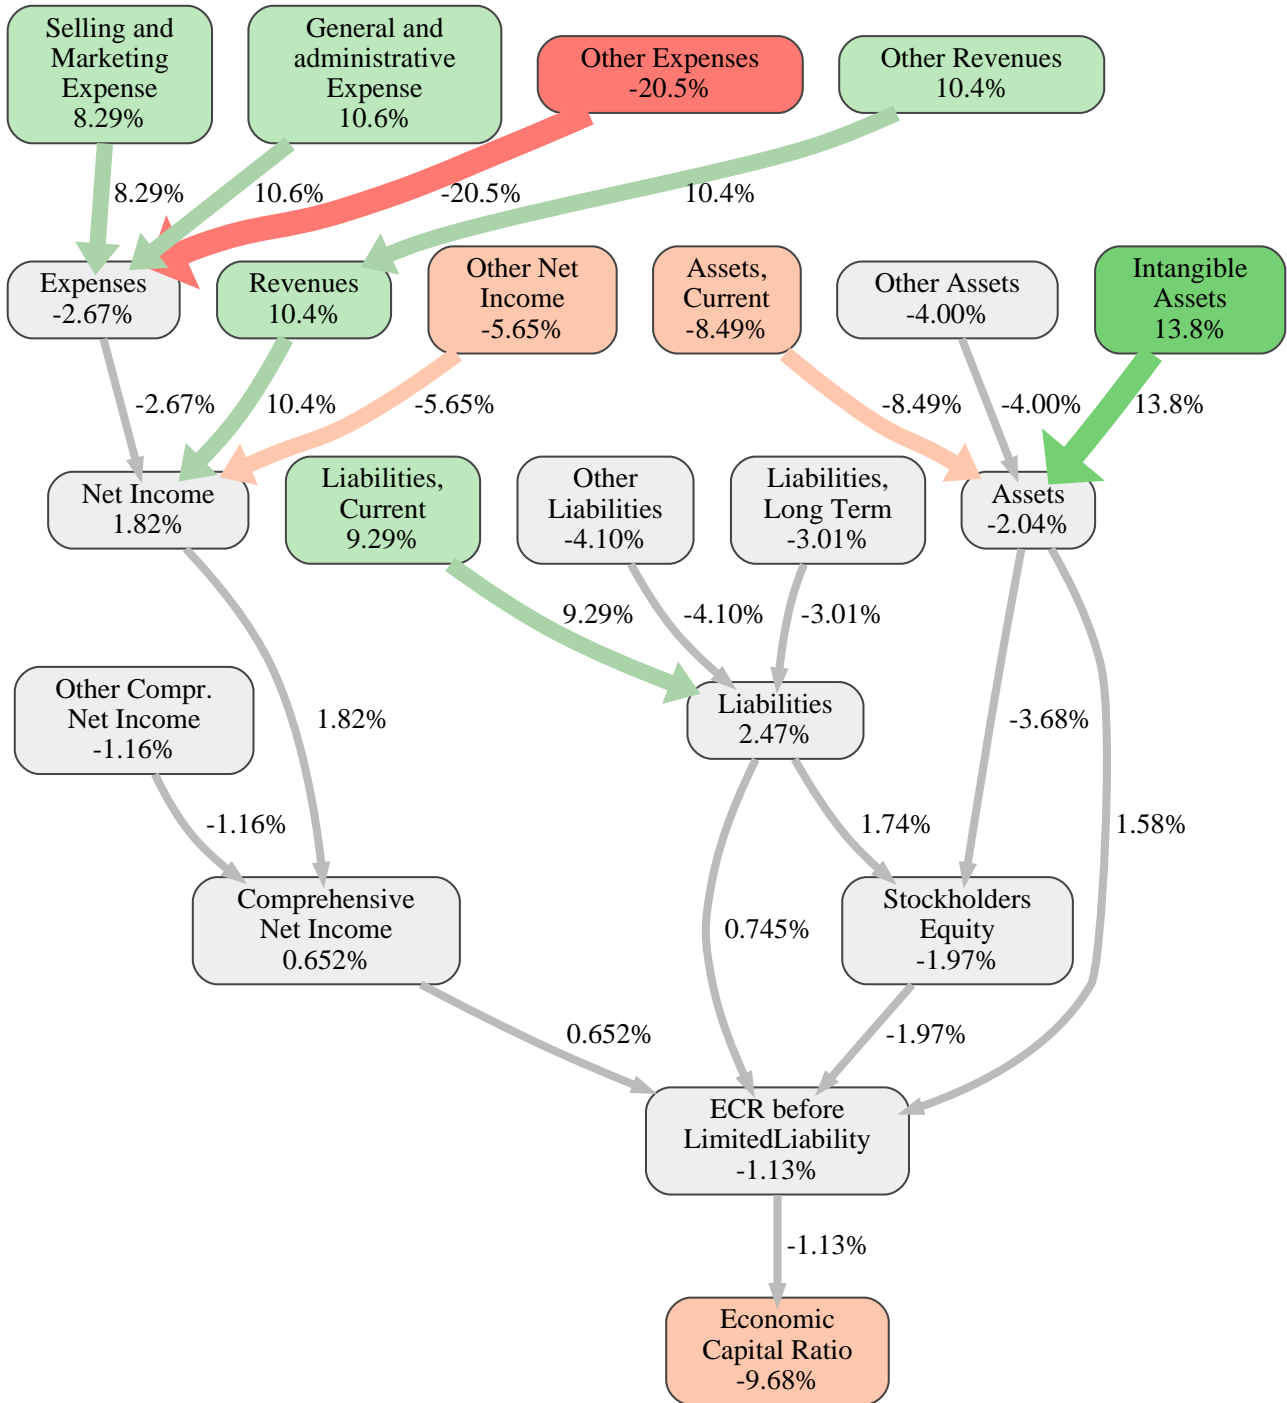 Selling and
Marketing
Expense
8.29%
General and
administrative
Expense
10.6%
Other Expenses
-20.5%
Other Revenues
10.4%
8.29%
10.6%
-20.5%
10.4%
Expenses
-2.67%
Revenues
10.4%
Other Net
Income
-5.65%
Assets,
Current
-8.49%
Other Assets
-4.00%
Intangible
Assets
13.8%
-2.67%
10.4%
-5.65%
-8.49%
-4.00%
13.8%
Net Income
1.82%
Liabilities,
Current
9.29%
Other
Liabilities
-4.10%
Liabilities,
Long Term
-3.01%
Assets
-2.04%
9.29%
-4.10%
-3.01%
Other Compr.
Net Income
-1.16%
1.82%
Liabilities
2.47%
-3.68%
-1.16%
1.74%
1.58%
Comprehensive
Net Income
0.652%
0.745%
Stockholders
Equity
-1.97%
0.652%
-1.97%
ECR before
LimitedLiability
-1.13%
-1.13%
Economic
Capital Ratio
-9.68%